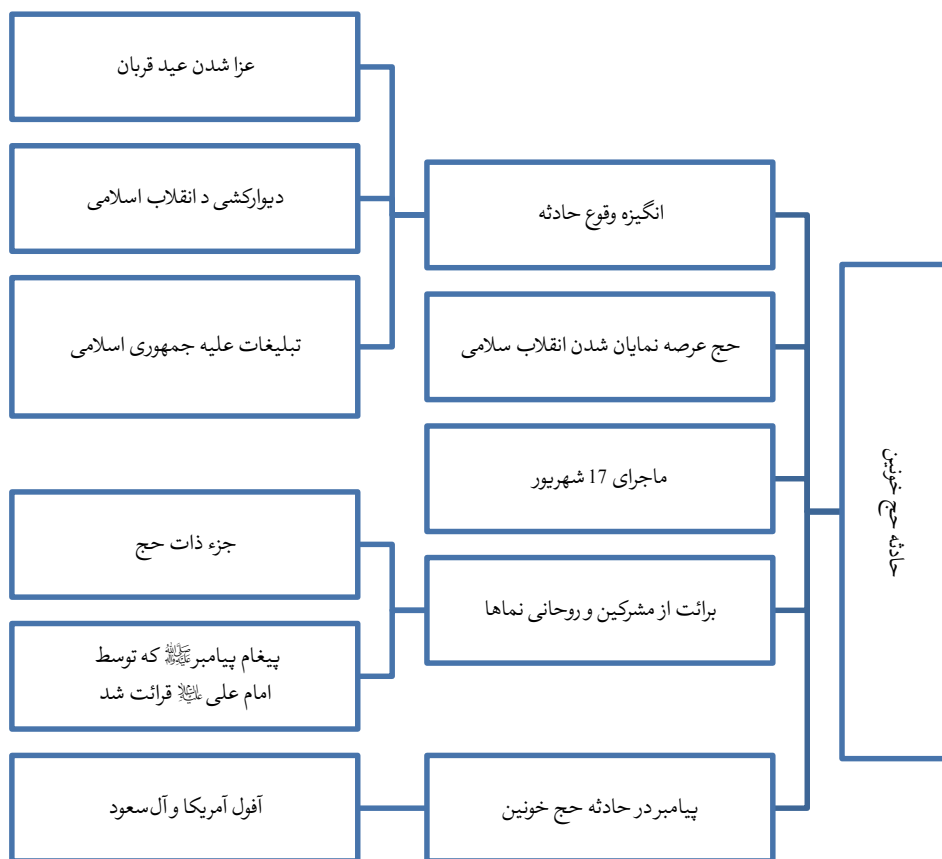 حادثه حج خونین
انگیزه وقوع حادثه
عزا شدن عید قربان
دیوارکشی د انقلاب اسلامی
تبلیغات علیه جمهوری اسلامی
حج عرصه نمایان شدن انقلاب سلامی
ماجرای 17 شهریور
برائت از مشرکین و روحانی نماها
جزء ذات حج
پیغام پیامبر ﷺ که توسط
امام علی علیه‌السلام قرائت شد
پیامبر در حادثه حج خونین
آفول آمریکا و آل‌سعود